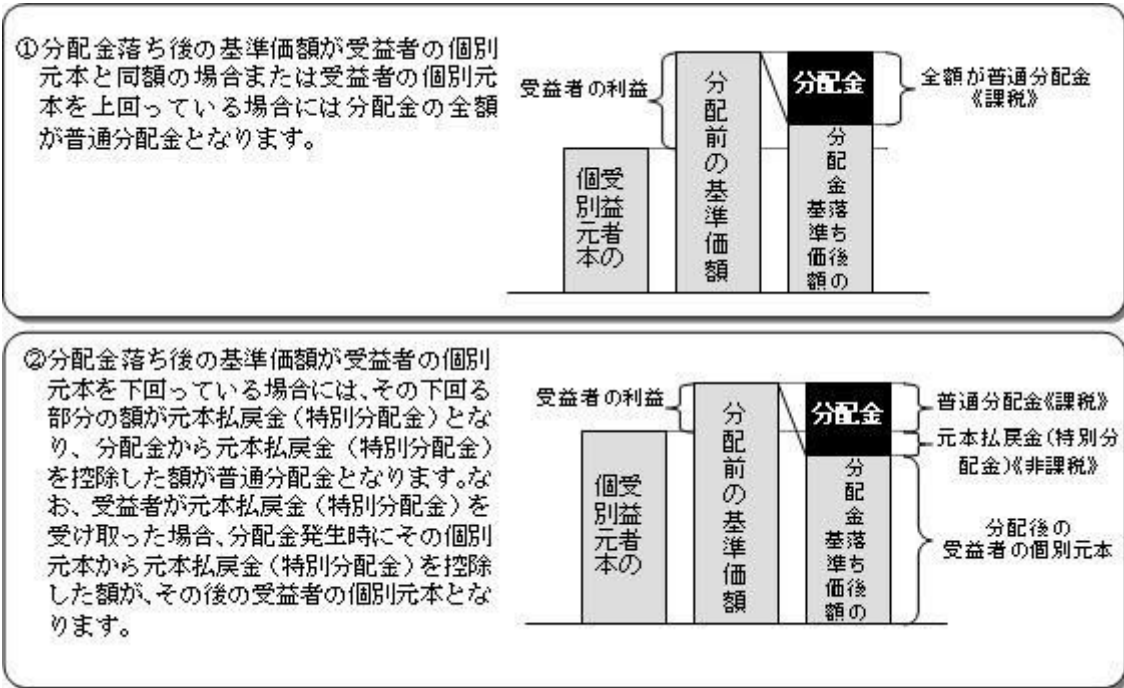 ①分配金落ち後の基準価額が受益者の個別
元本と同額の場合または受益者の個別元
本を上回っている場合には分配金の全額
が普通分配金となります。
受益者の利益
個別元本
受益者の
分配前の基準価額
分配金
分配金
基準価額
落ち後の
全額が普通分配金
《課税》
②分配金落ち後の基準価額が受益者の個別
元本を下回っている場合には、その下回る
部分の額が元本払戻金（特別分配金）とな
り、分配金から元本払戻金（特別分配金）
を控除した額が普通分配金となります。な
お、受益者が元本払戻金（特別分配金）を
受け取った場合、分配金発生時にその個別
元本から元本払戻金（特別分配金）を控除
した額が、その後の受益者の個別元本とな
ります。
受益者の利益
個別元本
受益者の
分配前の基準価額
分配金
分配金
基準価額
落ち後の
普通分配金《課税》
元本払戻金（特別分
配金）《非課税》
分配後の
受益者の個別元本